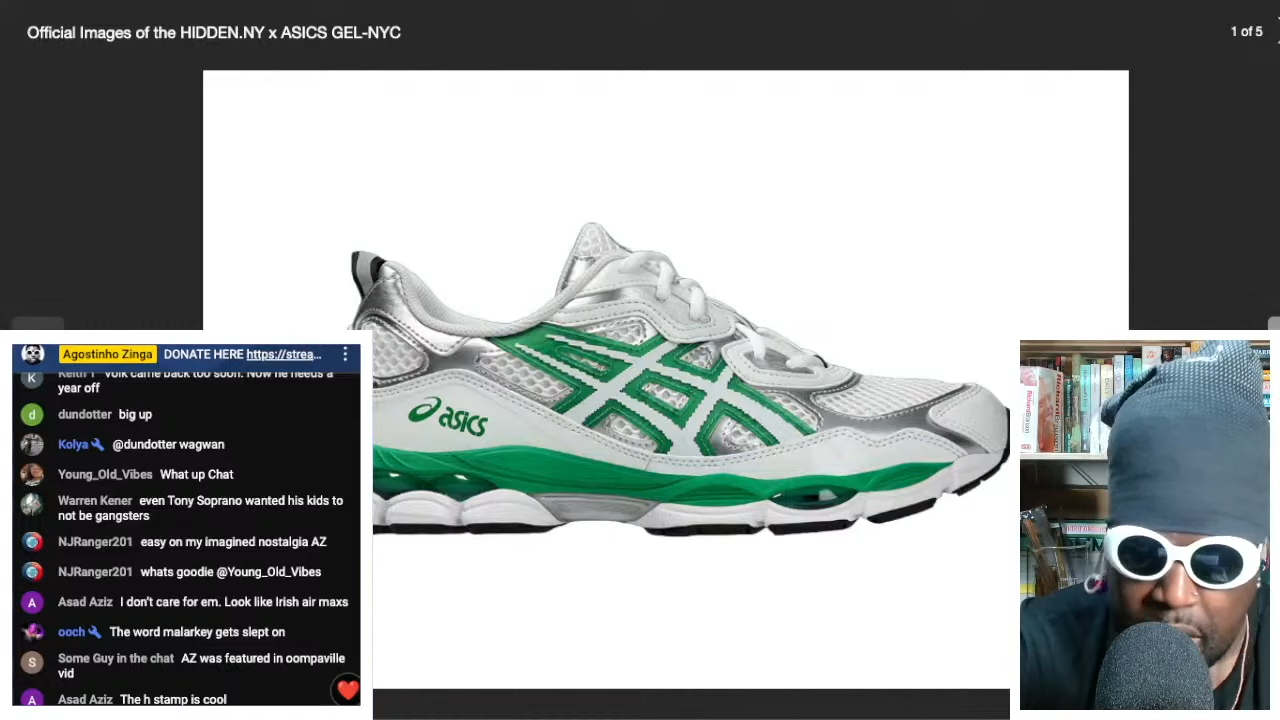 Official Images of the HIDDEN.NY x ASICS GEL-NYC
1 of 5
asics
Agostinho Zinga DONATE HERE https://strea...
K Keith T Volk came back too soon. Now he needs a
year off
d dundotter big up
Kolya @dundotter wagwan
Young_Old_Vibes What up Chat
Warren Kener even Tony Soprano wanted his kids to
not be gangsters
NJRanger201 easy on my imagined nostalgia AZ
NJRanger201 whats goodie @Young_Old_Vibes
A Asad Aziz I don't care for em. Look like Irish air maxs
ooch The word malarkey gets slept on
S Some Guy in the chat AZ was featured in oompaville
vid
A Asad Aziz The h stamp is cool